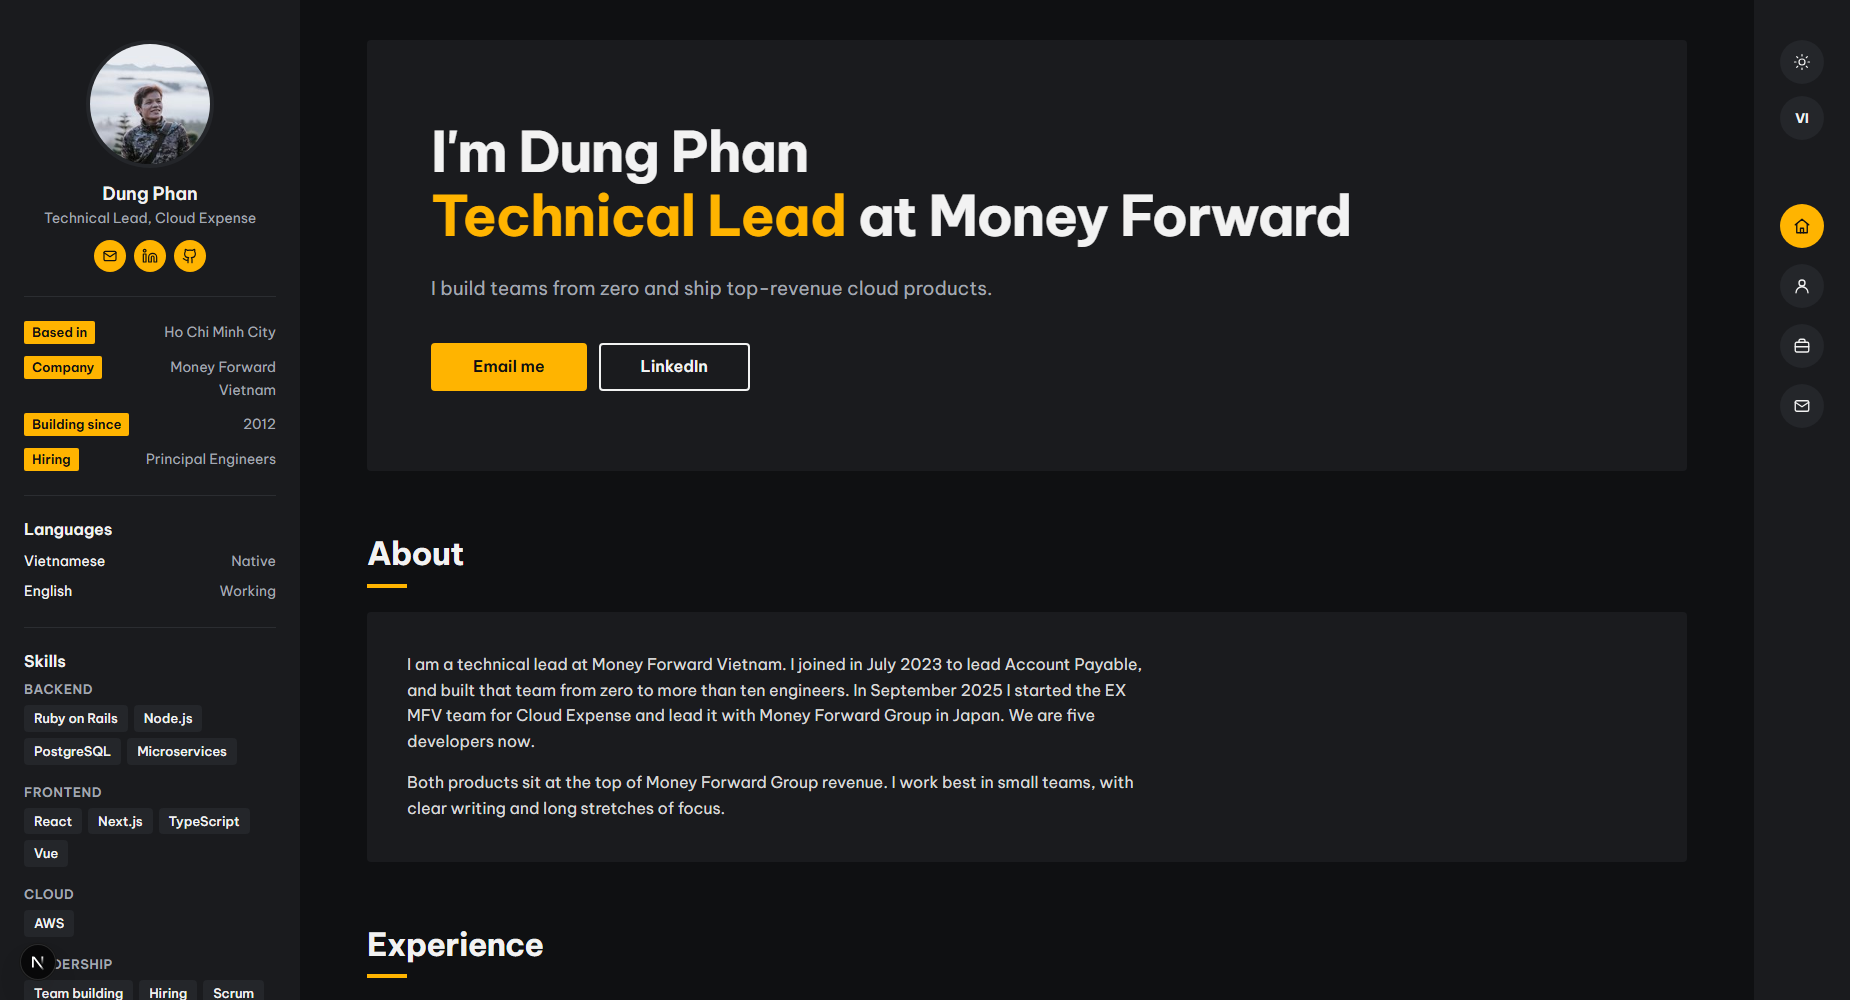 Dung Phan
Technical Lead, Cloud Expense
Based in Ho Chi Minh City
Company Money Forward
Vietnam
Building since 2012
Hiring Principal Engineers
Languages
Vietnamese Native
English Working
Skills
BACKEND
Ruby on Rails Node.js
PostgreSQL Microservices
FRONTEND
React Next.js TypeScript
Vue
CLOUD
AWS
N
Team building Hiring Scrum
I'm Dung Phan
Technical Lead at Money Forward
I build teams from zero and ship top-revenue cloud products.
Email me LinkedIn
About
I am a technical lead at Money Forward Vietnam. I joined in July 2023 to lead Account Payable,
and built that team from zero to more than ten engineers. In September 2025 I started the EX
MFV team for Cloud Expense and lead it with Money Forward Group in Japan. We are five
developers now.
Both products sit at the top of Money Forward Group revenue. I work best in small teams, with
clear writing and long stretches of focus.
Experience
VI